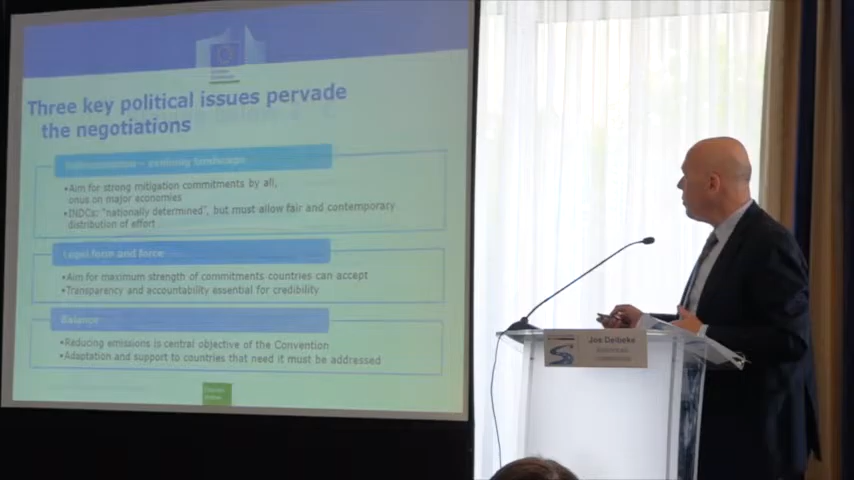 Three key political issues pervade
the negotiations
Differentiation – evolving landscape
•Aim for strong mitigation commitments by all,
onus on major economies
•INDCs: "nationally determined", but must allow fair and contemporary
distribution of effort
Legal form and force
•Aim for maximum strength of commitments countries can accept
•Transparency and accountability essential for credibility
Balance
•Reducing emissions is central objective of the Convention
•Adaptation and support to countries that need it must be addressed
Jos Delbeke